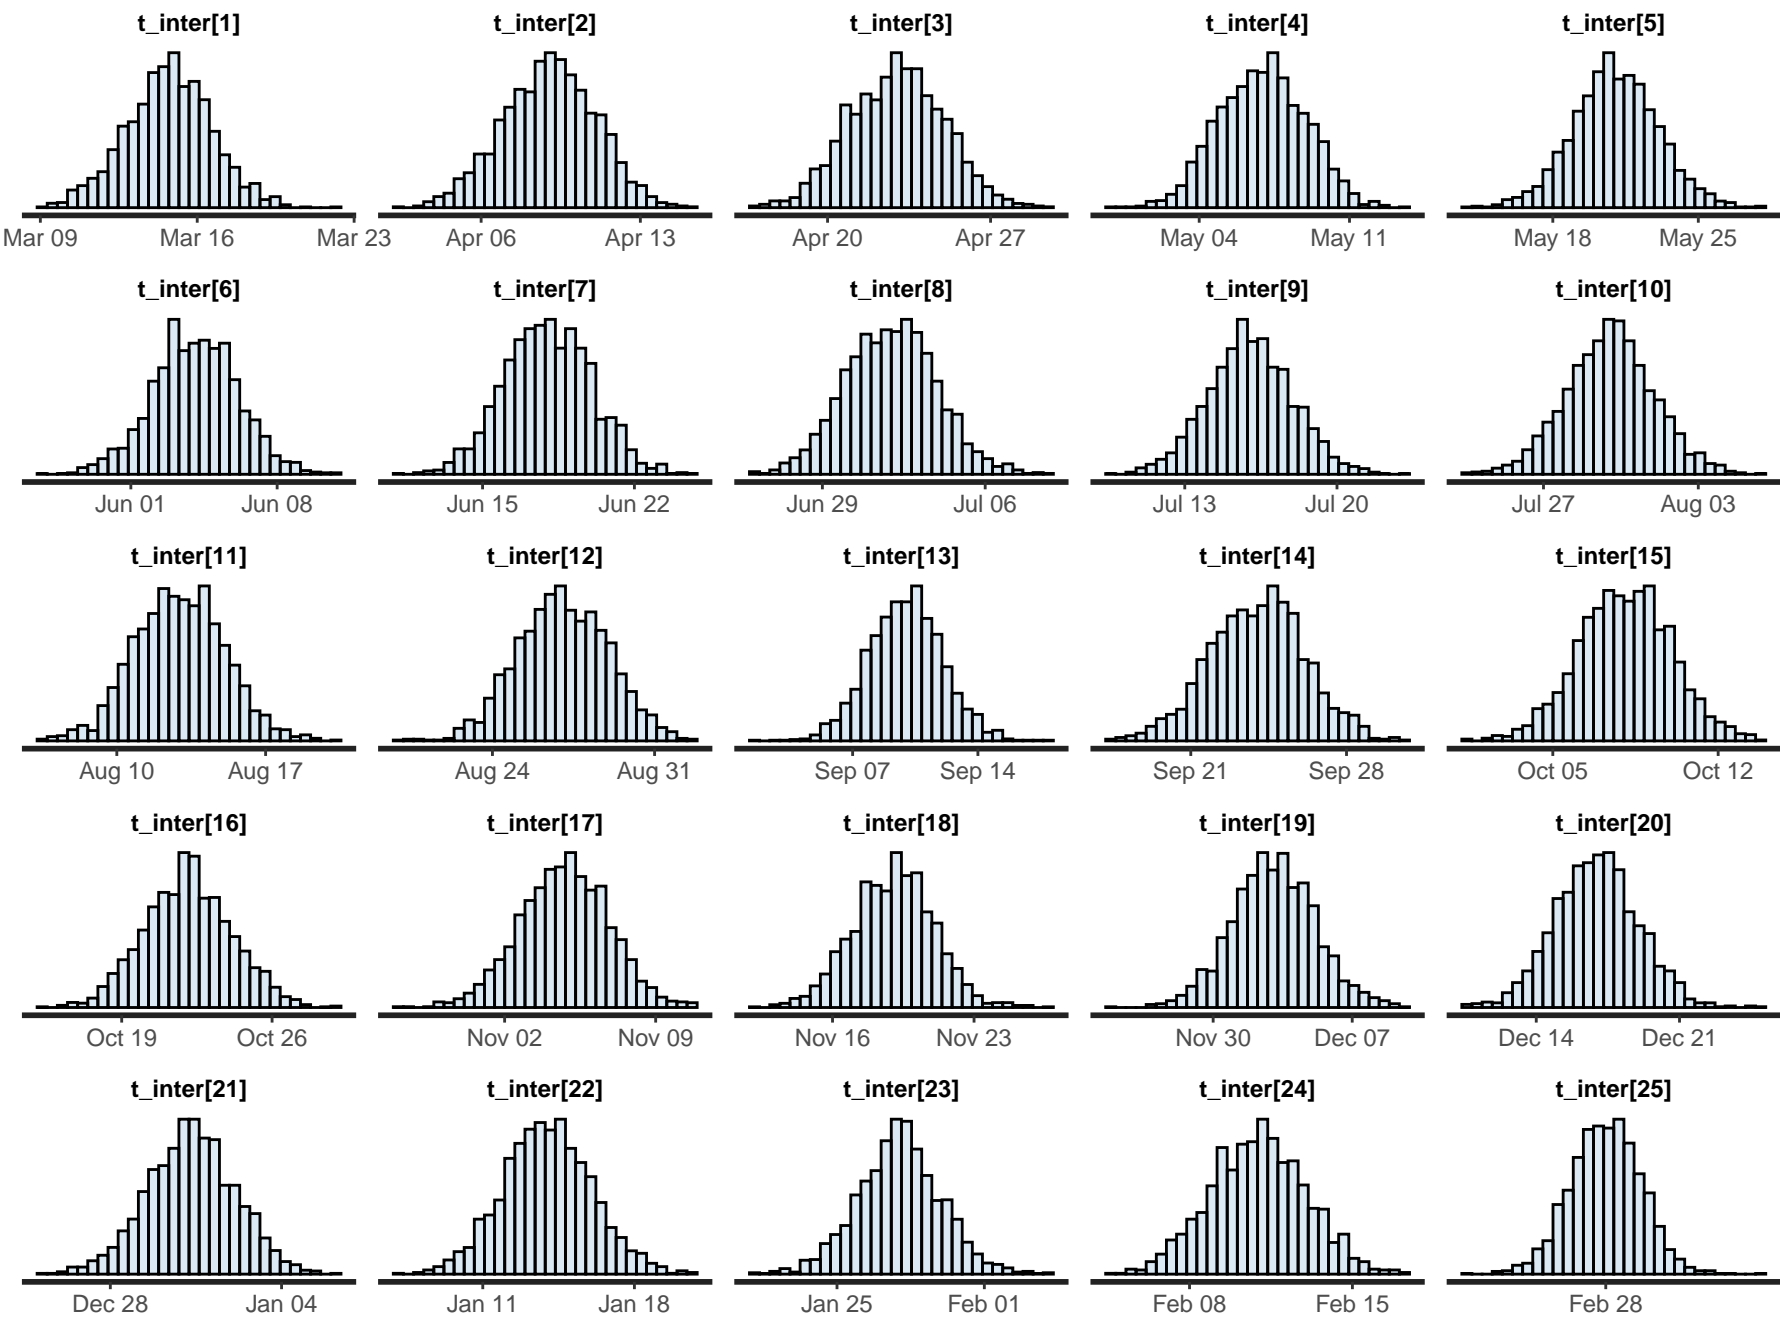 t_inter[1] t_inter[2] t_inter[3] t_inter[4] t_inter[5]
Mar 09 Mar 16 Mar 23 Apr 06 Apr 13 Apr 20 Apr 27 May 04 May 11 May 18 May 25
t_inter[6] t_inter[7] t_inter[8] t_inter[9] t_inter[10]
Jun 01 Jun 08 Jun 15 Jun 22 Jun 29 Jul 06 Jul 13 Jul 20 Jul 27 Aug 03
t_inter[11] t_inter[12] t_inter[13] t_inter[14] t_inter[15]
Aug 10 Aug 17 Aug 24 Aug 31 Sep 07 Sep 14 Sep 21 Sep 28 Oct 05 Oct 12
t_inter[16] t_inter[17] t_inter[18] t_inter[19] t_inter[20]
Oct 19 Oct 26 Nov 02 Nov 09 Nov 16 Nov 23 Nov 30 Dec 07 Dec 14 Dec 21
t_inter[21] t_inter[22] t_inter[23] t_inter[24] t_inter[25]
Dec 28 Jan 04 Jan 11 Jan 18 Jan 25 Feb 01 Feb 08 Feb 15 Feb 28